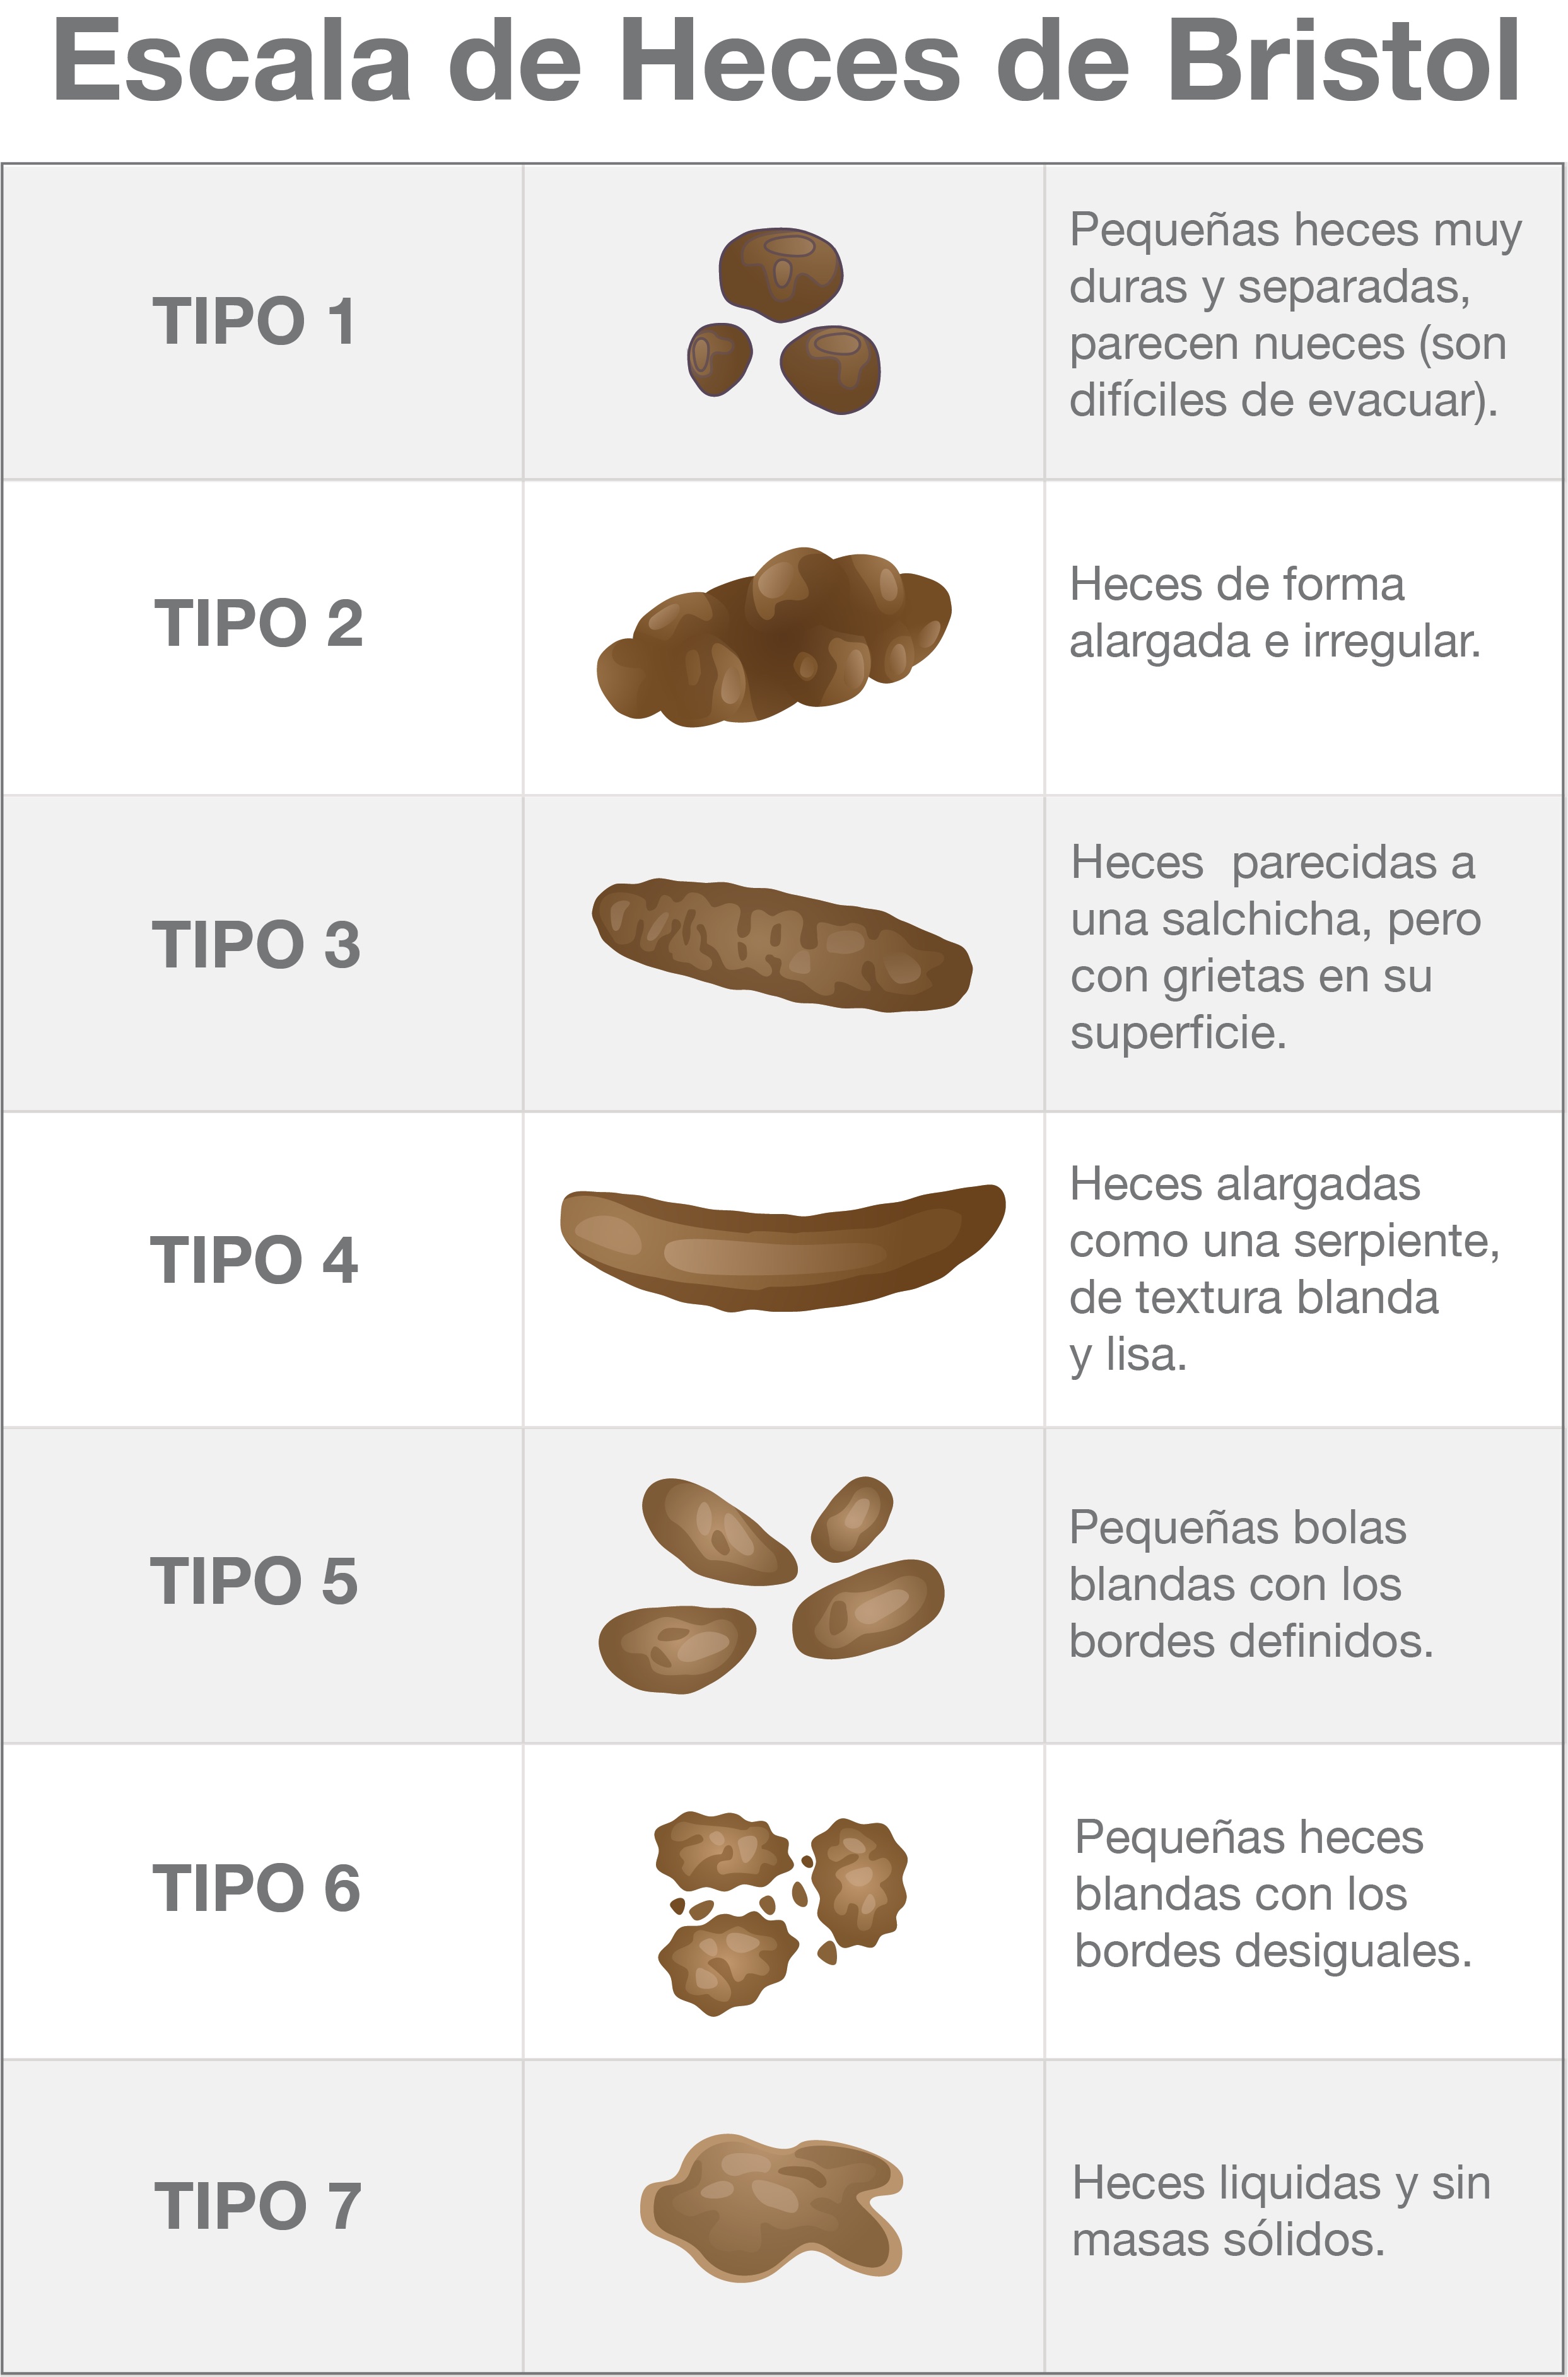 Escala de Heces de Bristol
TIPO 1
Pequeñas heces muy
duras y separadas,
parecen nueces (son
difíciles de evacuar).
TIPO 2
Heces de forma
alargada e irregular.
TIPO 3
Heces  parecidas a
una salchicha, pero
con grietas en su
superficie.
TIPO 4
Heces alargadas
como una serpiente,
de textura blanda
y lisa.
TIPO 5
Pequeñas bolas
blandas con los
bordes definidos.
TIPO 6
Pequeñas heces
blandas con los
bordes desiguales.
TIPO 7
Heces liquidas y sin
masas sólidos.